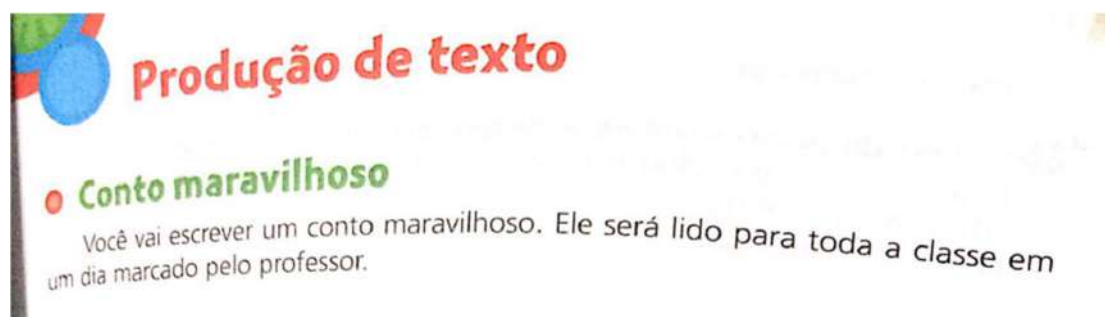 Produção de texto
Conto maravilhoso
Você vai escrever um conto maravilhoso. Ele será lido para toda a classe em
um dia marcado pelo professor.